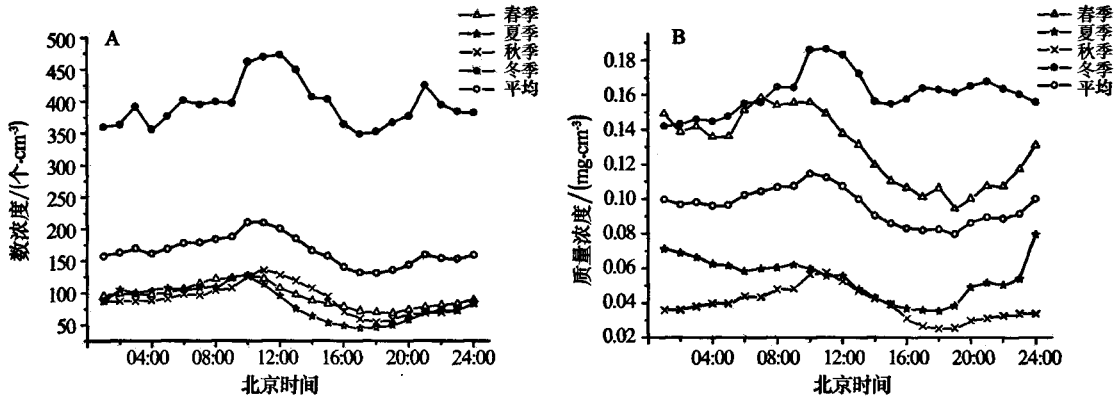 A
春季
夏季
秋季
冬季
平均
500
450
400
350
300
250
200
150
100
50
数浓度/(个·cm⁻³)
04:00 08:00 12:00 16:00 20:00 24:00
北京时间
B
春季
夏季
秋季
冬季
平均
0.18
0.16
0.14
0.12
0.10
0.08
0.06
0.04
0.02
质量浓度/(mg·cm⁻³)
04:00 08:00 12:00 16:00 20:00 24:00
北京时间